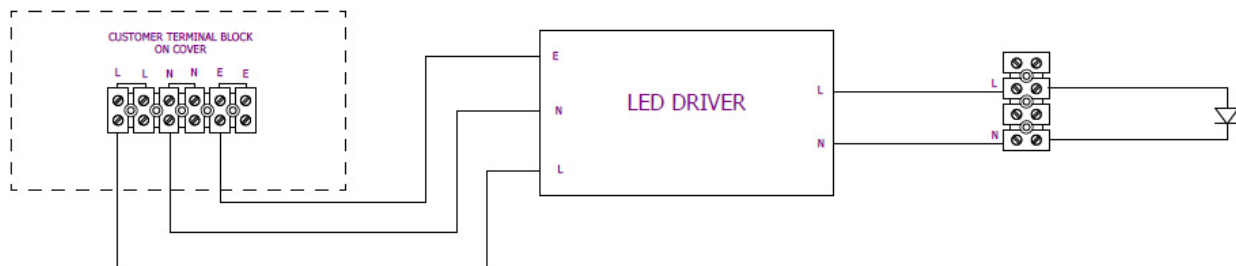 CUSTOMER TERMINAL BLOCK
ON COVER
L L N N E E
E
N
L
LED DRIVER
L
N
L
N